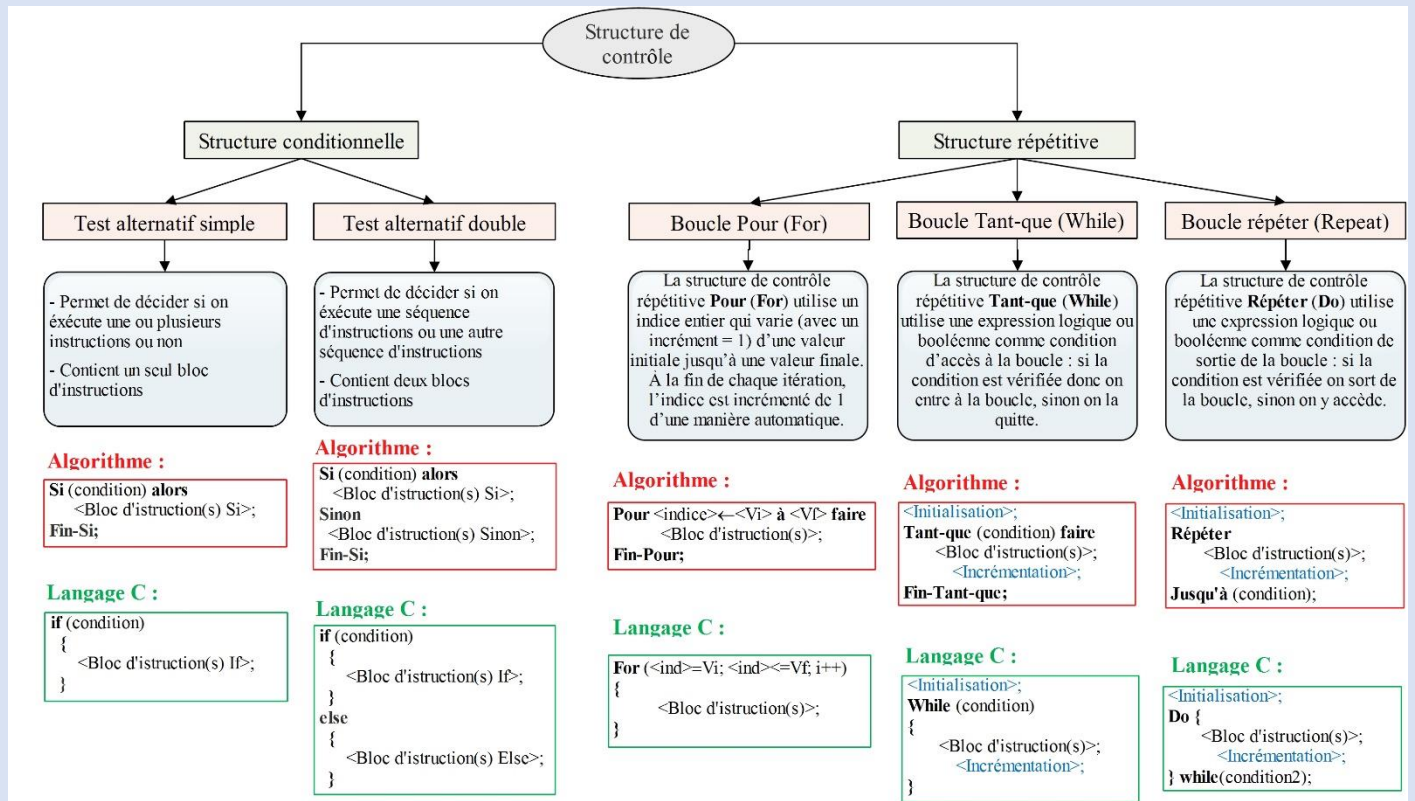 Structure de
contrôle
Structure conditionnelle
Structure répétitive
Test alternatif simple
Test alternatif double
Boucle Pour (For)
Boucle Tant-que (While)
Boucle répéter (Repeat)
- Permet de décider si on
éxécute une ou plusieurs
instructions ou non
- Contient un seul bloc
d'instructions
- Permet de décider si on
éxécute une séquence
d'instructions ou une autre
séquence d'instructions
- Contient deux blocs
d'instructions
La structure de contrôle
répétitive Pour (For) utilise un
indice entier qui varie (avec un
incrément = 1) d'une valeur
initiale jusqu'à une valeur finale.
À la fin de chaque itération,
l'indice est incrémenté de 1
d'une manière automatique.
La structure de contrôle
répétitive Tant-que (While)
utilise une expression logique ou
booléenne comme condition
d'accès à la boucle : si la
condition est vérifiée donc on
entre à la boucle, sinon on la
quitte.
La structure de contrôle
répétitive Répéter (Do) utilise
une expression logique ou
booléenne comme condition de
sortie de la boucle : si la
condition est vérifiée on sort de
la boucle, sinon on y accède.
Algorithme :
Si (condition) alors
<Bloc d'istruction(s) Si>;
Fin-Si;
Langage C :
if (condition)
{
<Bloc d'istruction(s) If>;
}
Algorithme :
Si (condition) alors
<Bloc d'istruction(s) Si>;
Sinon
<Bloc d'istruction(s) Sinon>;
Fin-Si;
Langage C :
if (condition)
{
<Bloc d'istruction(s) If>;
}
else
{
<Bloc d'istruction(s) Else>;
}
Algorithme :
Pour <indice>←<Vi> à <Vf> faire
<Bloc d'istruction(s)>;
Fin-Pour;
Langage C :
For (<ind>=Vi; <ind><=Vf; i++)
{
<Bloc d'istruction(s)>;
}
Algorithme :
<Initialisation>;
Tant-que (condition) faire
<Bloc d'istruction(s)>;
<Incrémentation>;
Fin-Tant-que;
Langage C :
<Initialisation>;
While (condition)
{
<Bloc d'istruction(s)>;
<Incrémentation>;
}
Algorithme :
<Initialisation>;
Répéter
<Bloc d'istruction(s)>;
<Incrémentation>;
Jusqu'à (condition);
Langage C :
<Initialisation>;
Do {
<Bloc d'istruction(s)>;
<Incrémentation>;
} while(condition2);